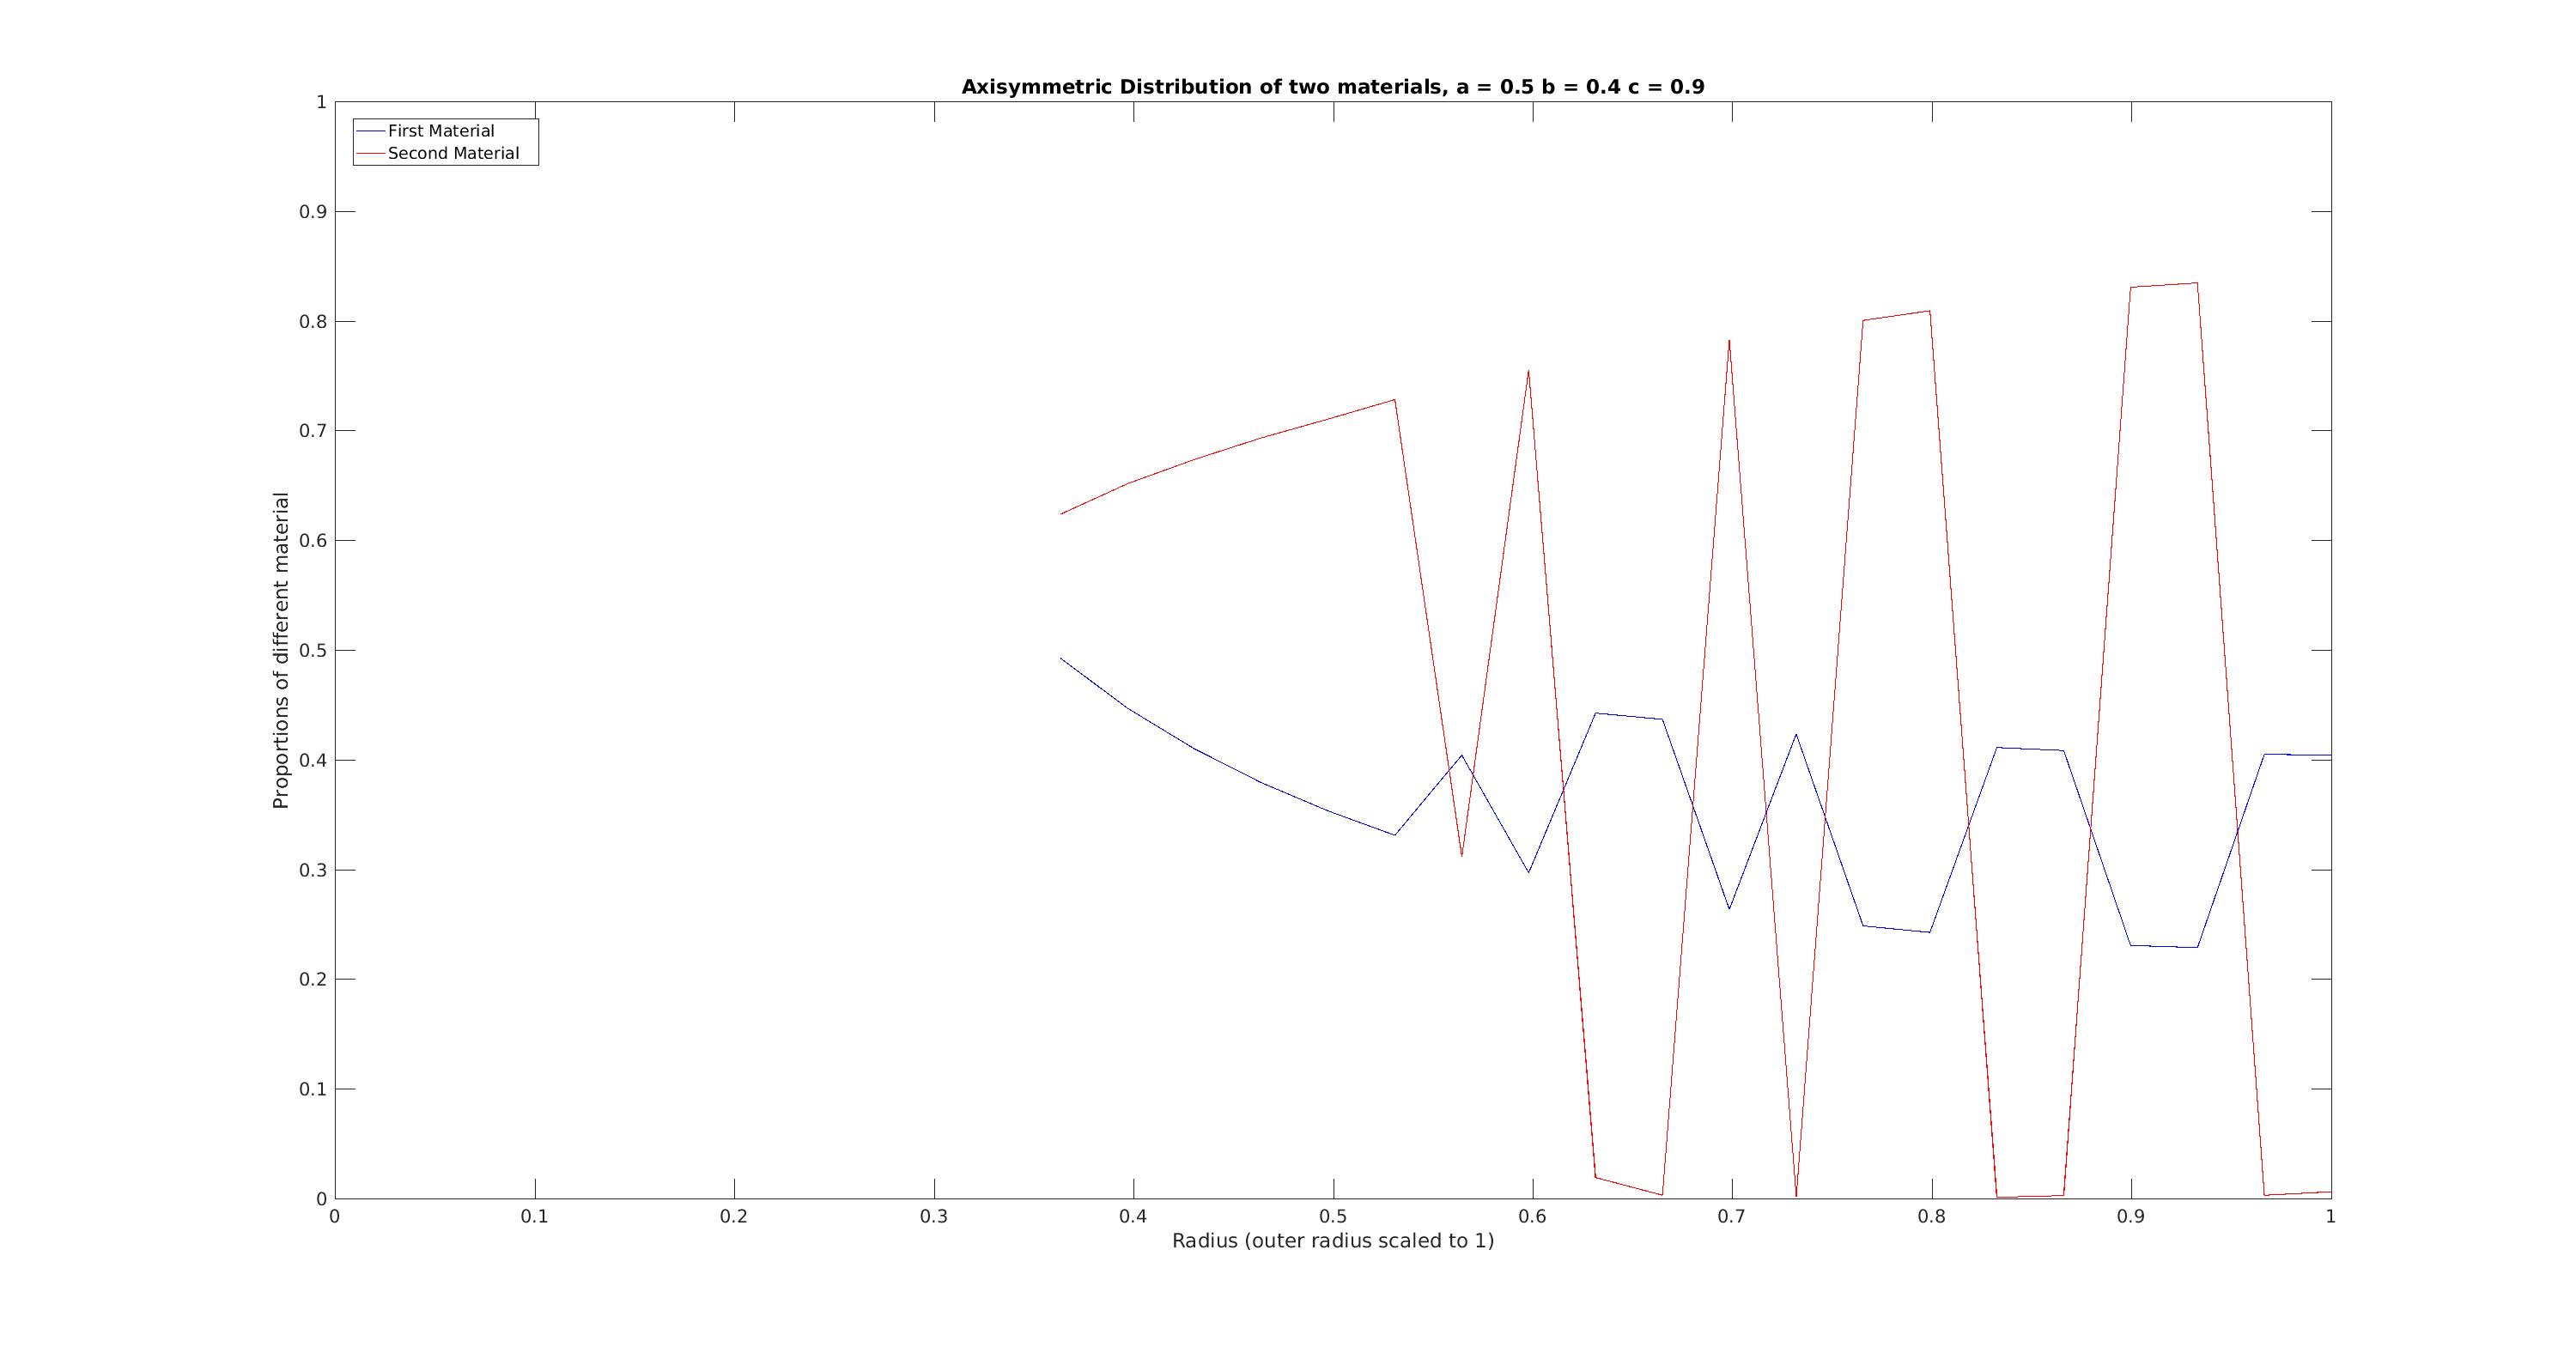 Axisymmetric Distribution of two materials, a = 0.5 b = 0.4 c = 0.9
First Material
Second Material
Proportions of different material
1
0.9
0.8
0.7
0.6
0.5
0.4
0.3
0.2
0.1
0
0 0.1 0.2 0.3 0.4 0.5 0.6 0.7 0.8 0.9 1
Radius (outer radius scaled to 1)